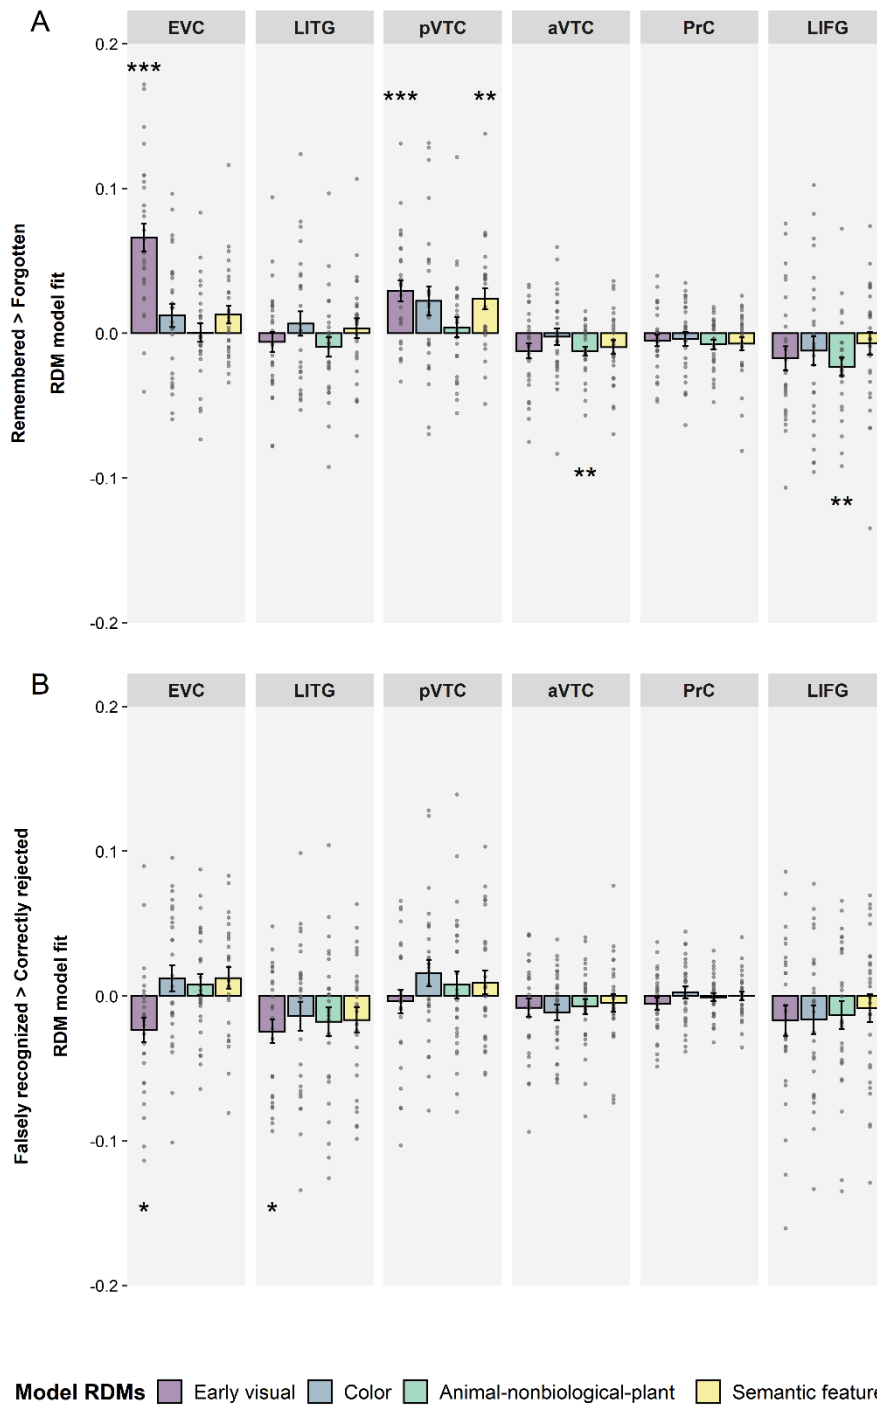 A
EVC LITG pVTC aVTC PrC LIFG
0.2
*** *** **
0.1
0.0
-0.1
** **
-0.2
Remembered > Forgotten
RDM model fit
B
EVC LITG pVTC aVTC PrC LIFG
0.2
0.1
0.0
-0.1
* *
-0.2
Falsely recognized > Correctly rejected
RDM model fit
Model RDMs Early visual Color Animal-nonbiological-plant Semantic feature